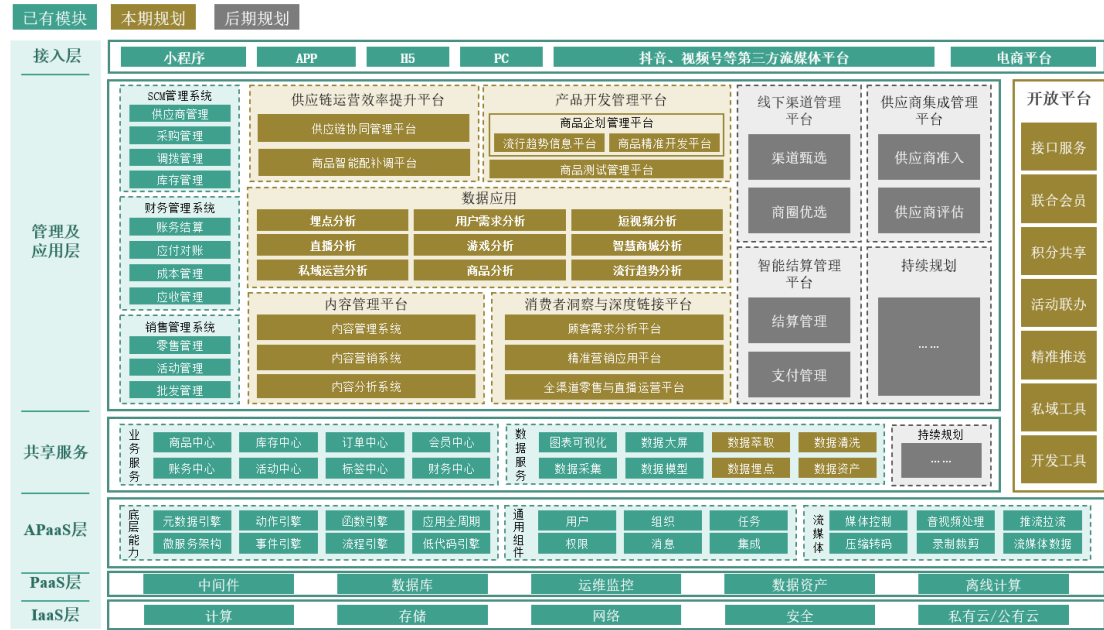 已有模块
本期规划
后期规划
接入层
小程序
APP
H5
PC
抖音、视频号等第三方流媒体平台
电商平台
管理及
应用层
SCM管理系统
供应商管理
采购管理
调拨管理
库存管理
财务管理系统
账务结算
应付对账
成本管理
应收管理
销售管理系统
零售管理
活动管理
批发管理
供应链运营效率提升平台
供应链协同管理平台
商品智能配补调平台
产品开发管理平台
商品企划管理平台
流行趋势信息平台
商品精准开发平台
商品测试管理平台
数据应用
埋点分析
用户需求分析
短视频分析
直播分析
游戏分析
智慧商城分析
私域运营分析
商品分析
流行趋势分析
内容管理平台
内容管理系统
内容营销系统
内容分析系统
消费者洞察与深度链接平台
顾客需求分析平台
精准营销应用平台
全渠道零售与直播运营平台
线下渠道管理
平台
渠道甄选
商圈优选
供应商集成管理
平台
供应商准入
供应商评估
智能结算管理
平台
结算管理
支付管理
持续规划
……
开放平台
接口服务
联合会员
积分共享
活动联办
精准推送
私域工具
开发工具
共享服务
业务服务
商品中心
库存中心
订单中心
会员中心
账务中心
活动中心
标签中心
财务中心
数据服务
图表可视化
数据大屏
数据萃取
数据清洗
数据采集
数据模型
数据埋点
数据资产
持续规划
……
APaaS层
底层能力
元数据引擎
动作引擎
函数引擎
应用全周期
微服务架构
事件引擎
流程引擎
低代码引擎
通用组件
用户
组织
任务
权限
消息
集成
流媒体
媒体控制
音视频处理
推流拉流
压缩转码
录制裁剪
流媒体数据
PaaS层
中间件
数据库
运维监控
数据资产
离线计算
IaaS层
计算
存储
网络
安全
私有云/公有云